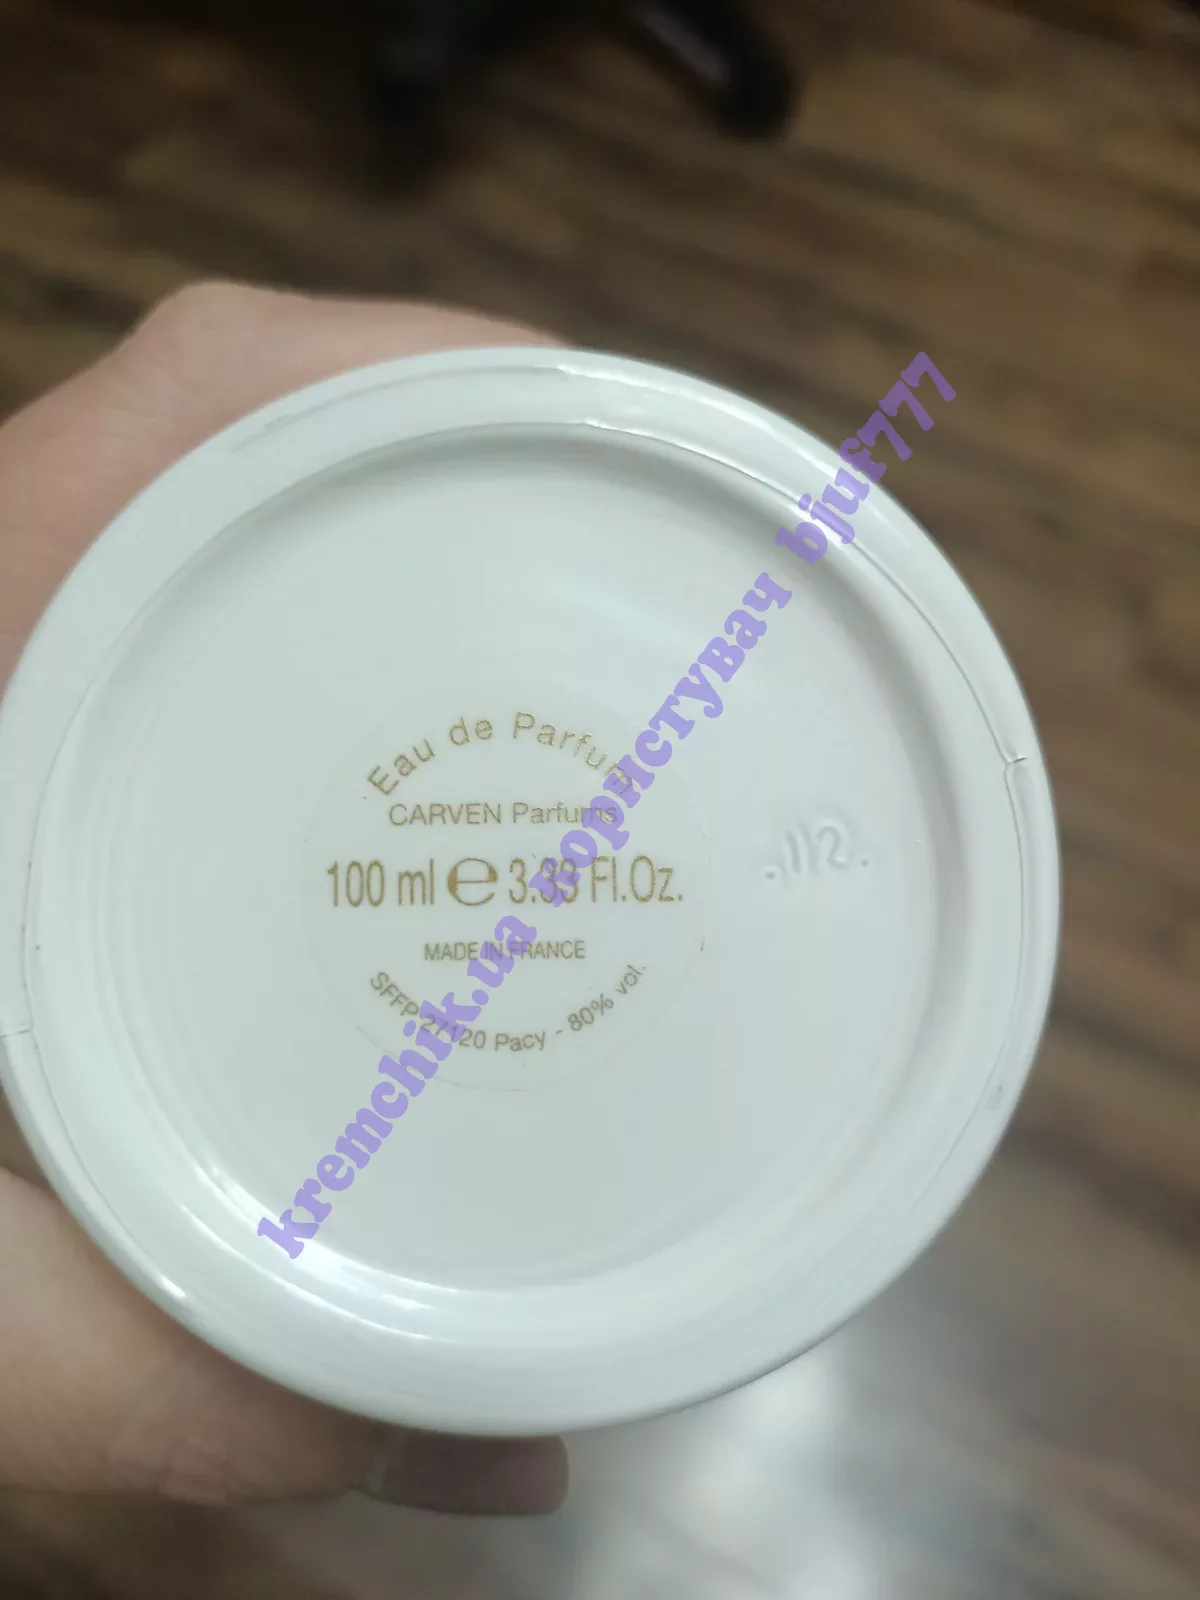 Eau de Parfum
CARVEN Parfums
100 ml e 3.33 Fl.Oz.
MADE IN FRANCE
SFFP 27120 Pacy - 80% vol.
.112.
kremchik.ua користувач bjuf777